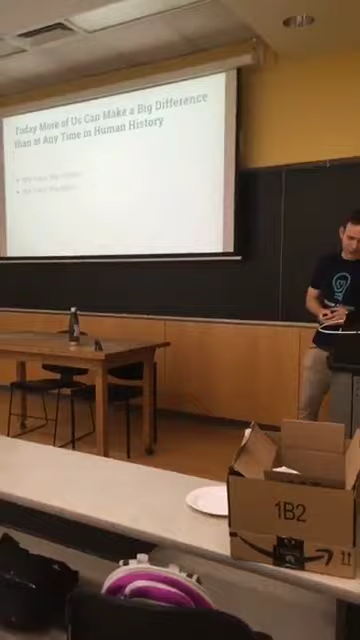 Today More of Us Can Make a Big Difference
than at Any Time in Human History
1B2